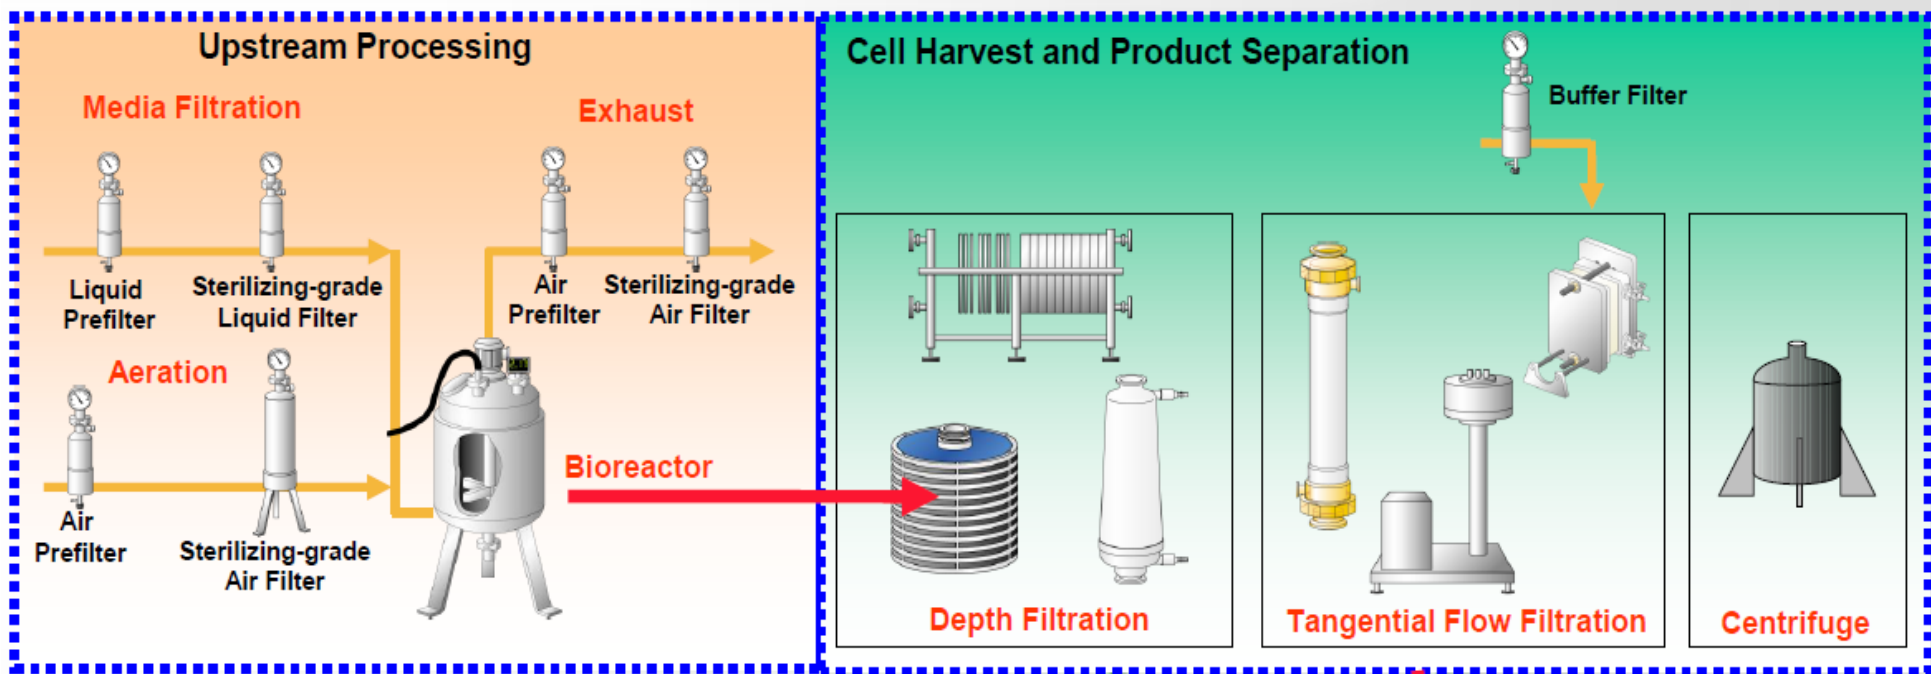 Upstream Processing
Media Filtration
Exhaust
Liquid
Prefilter
Sterilizing-grade
Liquid Filter
Air
Prefilter
Sterilizing-grade
Air Filter
Aeration
Air
Prefilter
Sterilizing-grade
Air Filter
Bioreactor
Cell Harvest and Product Separation
Buffer Filter
Depth Filtration
Tangential Flow Filtration
Centrifuge